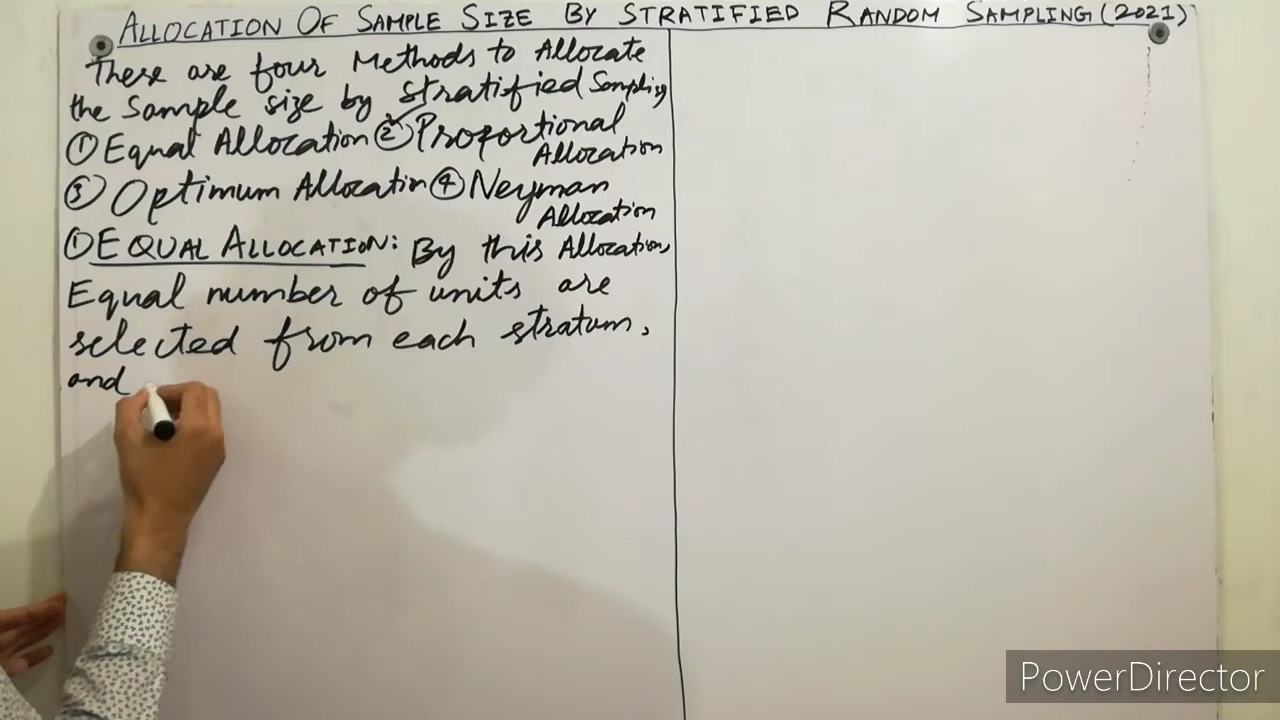 ALLOCATION OF SAMPLE SIZE BY STRATIFIED RANDOM SAMPLING (2021)
These are four Methods to Allocate
the Sample size by Stratified Sampling
① Equal Allocation ② Proportional
Allocation
③ Optimum Allocatin ④ Neyman
Allocation
① EQUAL ALLOCATION: By this Allocation,
Equal number of units are
selected from each stratum,
and
PowerDirector